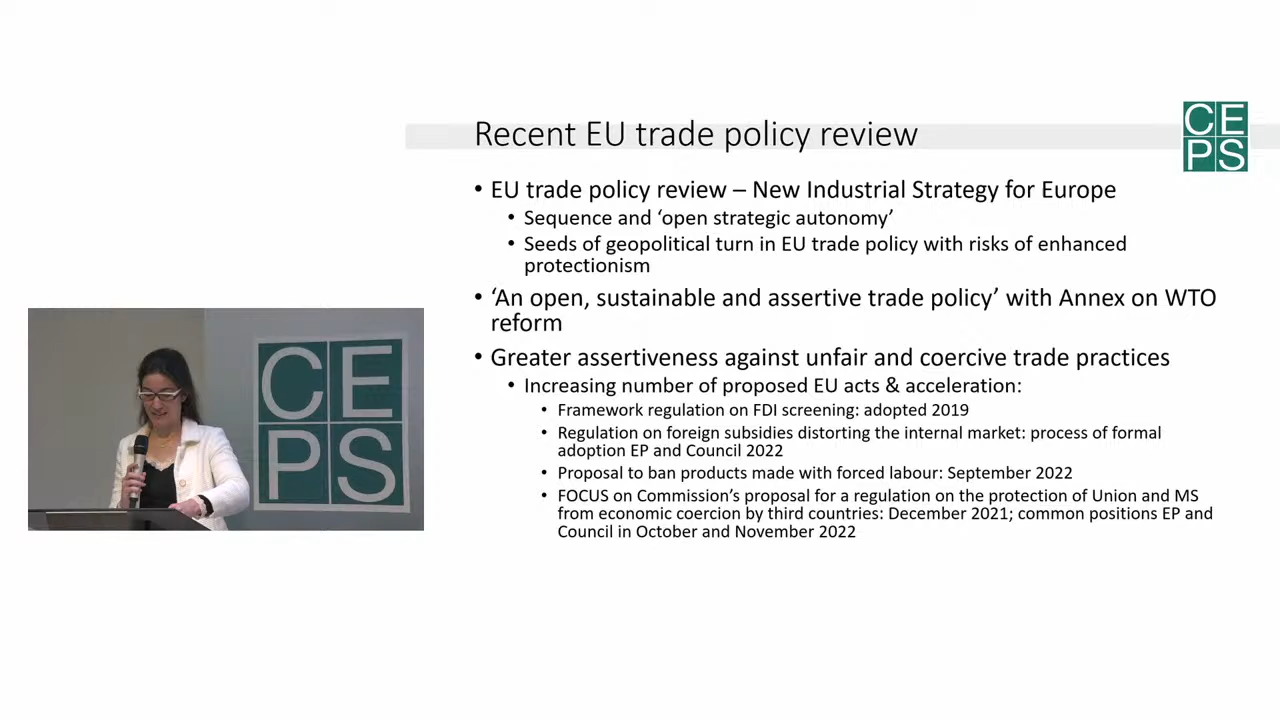 Recent EU trade policy review
CE
PS
• EU trade policy review – New Industrial Strategy for Europe
• Sequence and ‘open strategic autonomy’
• Seeds of geopolitical turn in EU trade policy with risks of enhanced
protectionism
• ‘An open, sustainable and assertive trade policy’ with Annex on WTO
reform
• Greater assertiveness against unfair and coercive trade practices
• Increasing number of proposed EU acts & acceleration:
• Framework regulation on FDI screening: adopted 2019
• Regulation on foreign subsidies distorting the internal market: process of formal
adoption EP and Council 2022
• Proposal to ban products made with forced labour: September 2022
• FOCUS on Commission’s proposal for a regulation on the protection of Union and MS
from economic coercion by third countries: December 2021; common positions EP and
Council in October and November 2022
CE
PS